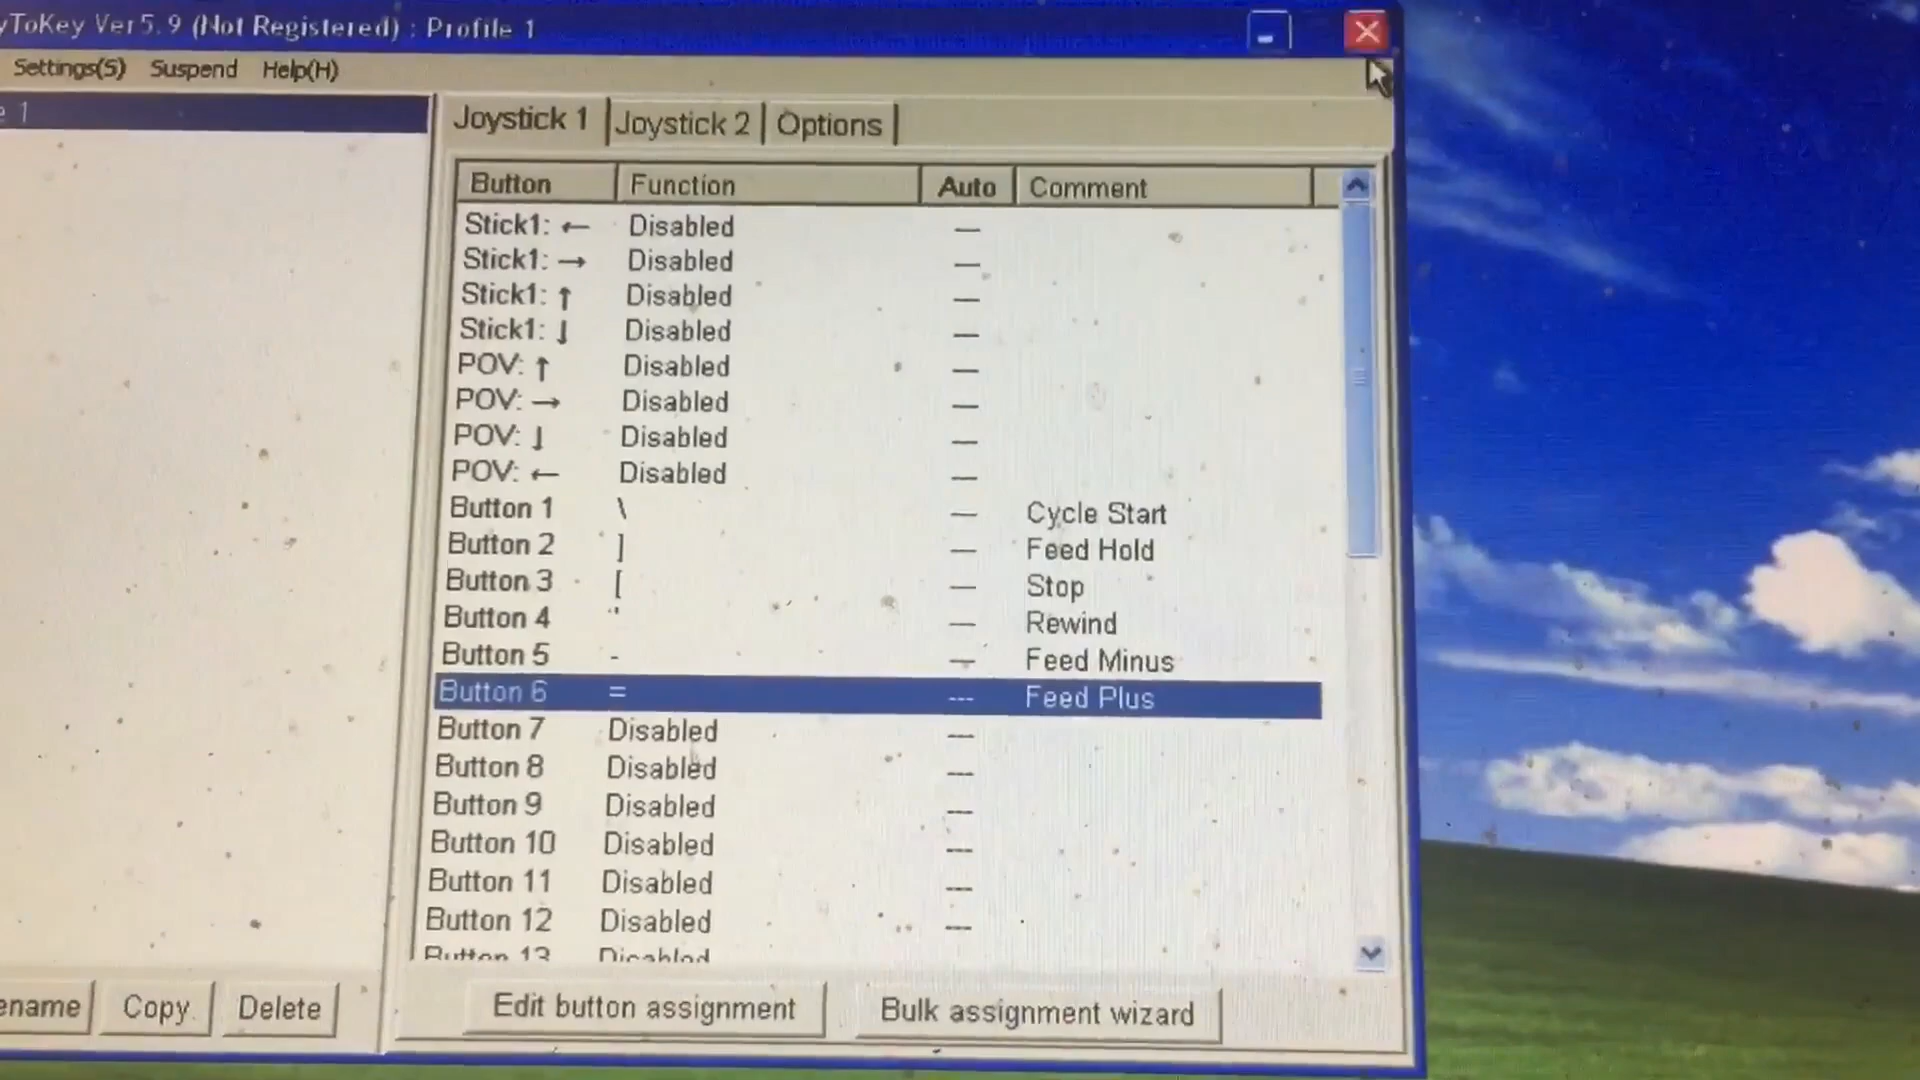 yToKey Ver5.9 (Not Registered) : Profile 1
Settings(S) Suspend Help(H)
e 1
Joystick 1 Joystick 2 Options
Button Function Auto Comment
Stick1: ← Disabled ---
Stick1: → Disabled ---
Stick1: ↑ Disabled ---
Stick1: ↓ Disabled ---
POV: ↑ Disabled ---
POV: → Disabled ---
POV: ↓ Disabled ---
POV: ← Disabled ---
Button 1 \ --- Cycle Start
Button 2 ] --- Feed Hold
Button 3 [ --- Stop
Button 4 '' --- Rewind
Button 5 - --- Feed Minus
Button 6 = --- Feed Plus
Button 7 Disabled ---
Button 8 Disabled ---
Button 9 Disabled ---
Button 10 Disabled ---
Button 11 Disabled ---
Button 12 Disabled ---
Button 13 Disabled
ename Copy Delete Edit button assignment Bulk assignment wizard